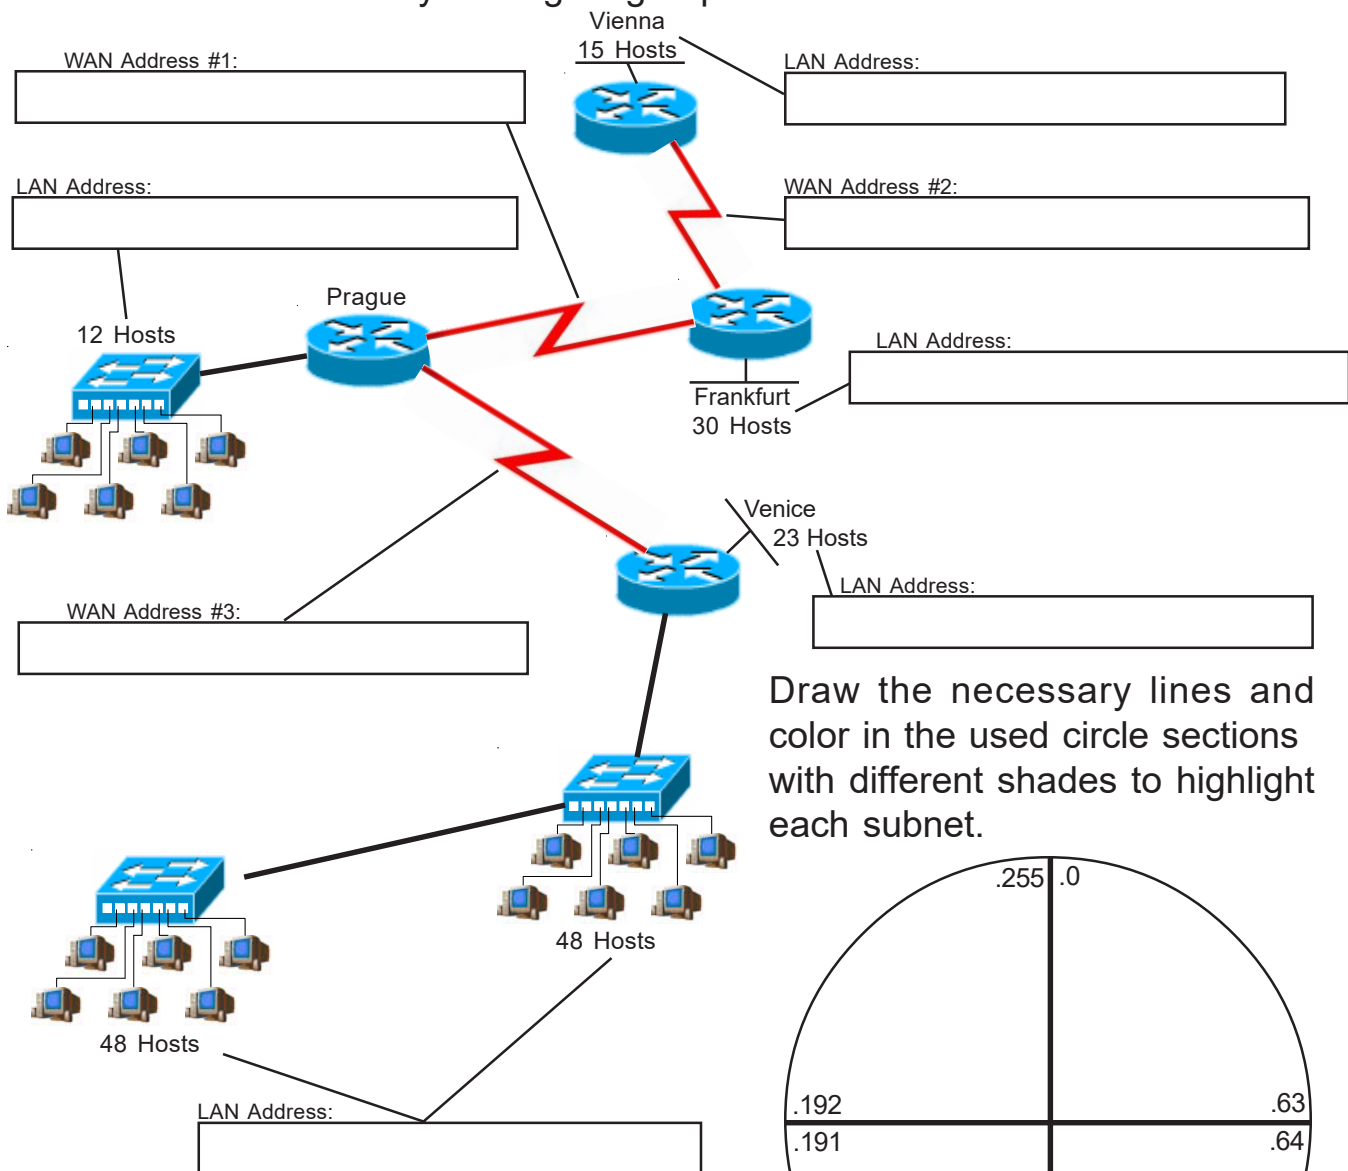 Vienna
15 Hosts
WAN Address #1:
LAN Address:
LAN Address:
WAN Address #2:
Prague
12 Hosts
LAN Address:
Frankfurt
30 Hosts
Venice
23 Hosts
LAN Address:
WAN Address #3:
Draw the necessary lines and
color in the used circle sections
with different shades to highlight
each subnet.
.255 .0
48 Hosts
48 Hosts
LAN Address:
.192 .63
.191 .64